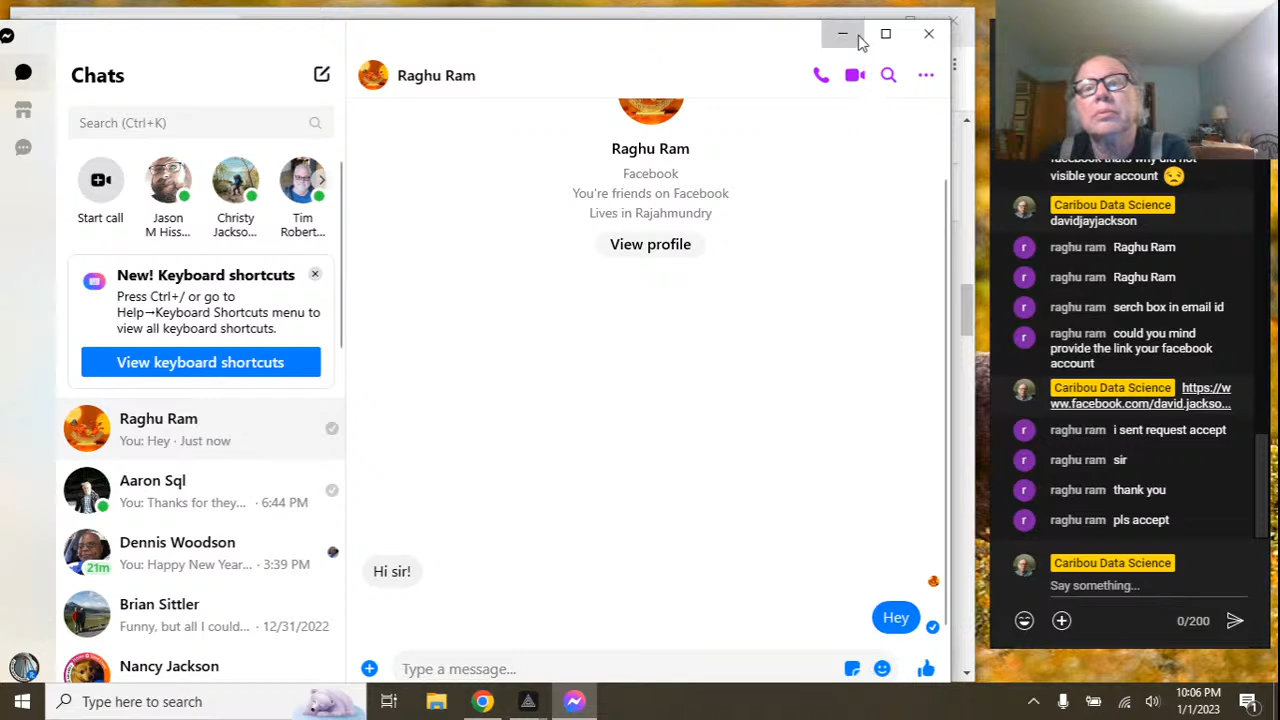 Chats
Search (Ctrl+K)
Start call
Jason
M Hiss...
Christy
Jackso...
Tim
Robert...
New! Keyboard shortcuts
Press Ctrl+/ or go to
Help→Keyboard Shortcuts menu to
view all keyboard shortcuts.
View keyboard shortcuts
Raghu Ram
You: Hey · Just now
Aaron Sql
You: Thanks for they... · 6:44 PM
Dennis Woodson
21m
You: Happy New Year... · 3:39 PM
Brian Sittler
Funny, but all I could... · 12/31/2022
Nancy Jackson
Raghu Ram
Raghu Ram
Facebook
You're friends on Facebook
Lives in Rajahmundry
View profile
Hi sir!
Hey
Type a message...
facebook thats why did not
visible your account
Caribou Data Science
davidjayjackson
r raghu ram Raghu Ram
r raghu ram Raghu Ram
r raghu ram serch box in email id
r raghu ram could you mind
provide the link your facebook
account
Caribou Data Science https://w
ww.facebook.com/david.jackso...
r raghu ram i sent request accept
r raghu ram sir
r raghu ram thank you
r raghu ram pls accept
Caribou Data Science
Say something...
0/200
Type here to search
10:06 PM
1/1/2023
1